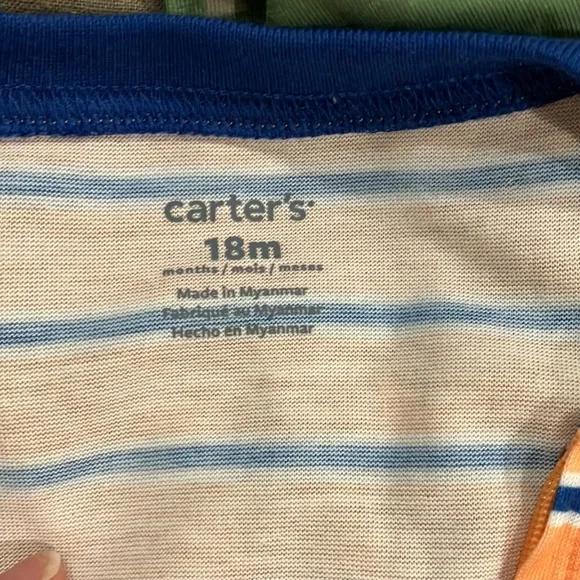 carter's
18m
months / mois / meses
Made in Myanmar
Fabriqué au Myanmar
Hecho en Myanmar